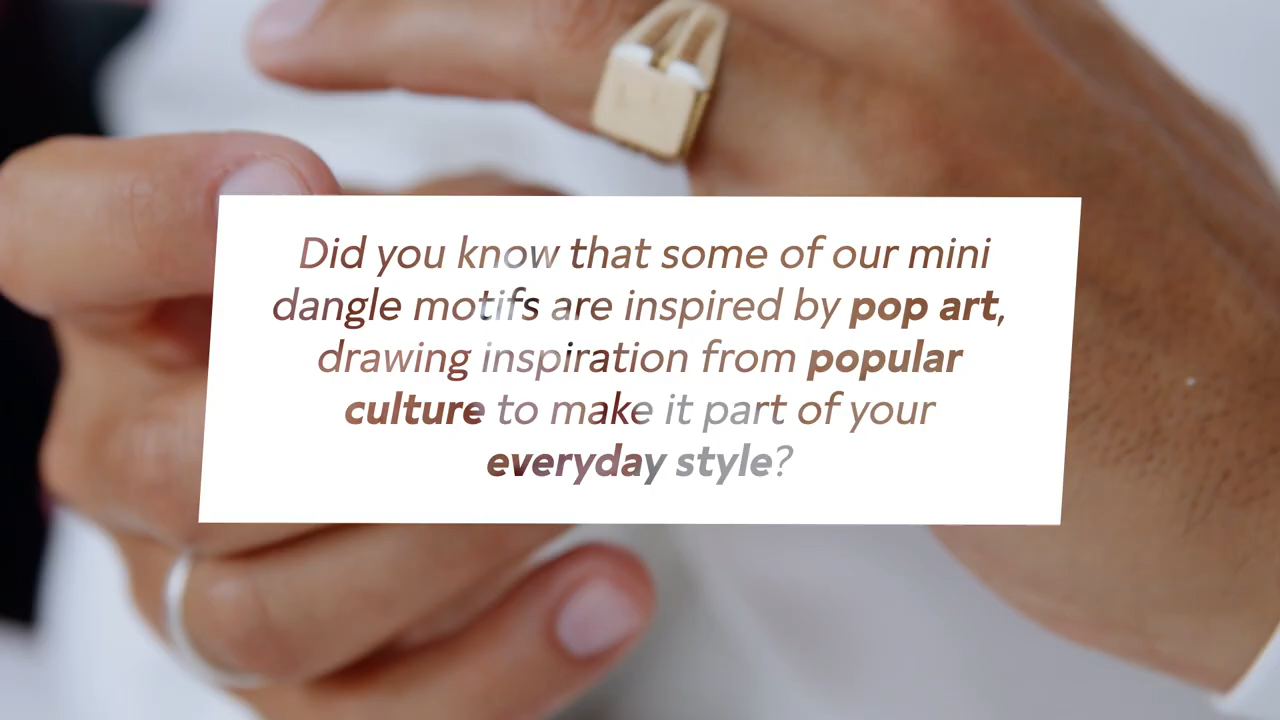 Did you know that some of our mini
dangle motifs are inspired by pop art,
drawing inspiration from popular
culture to make it part of your
everyday style?